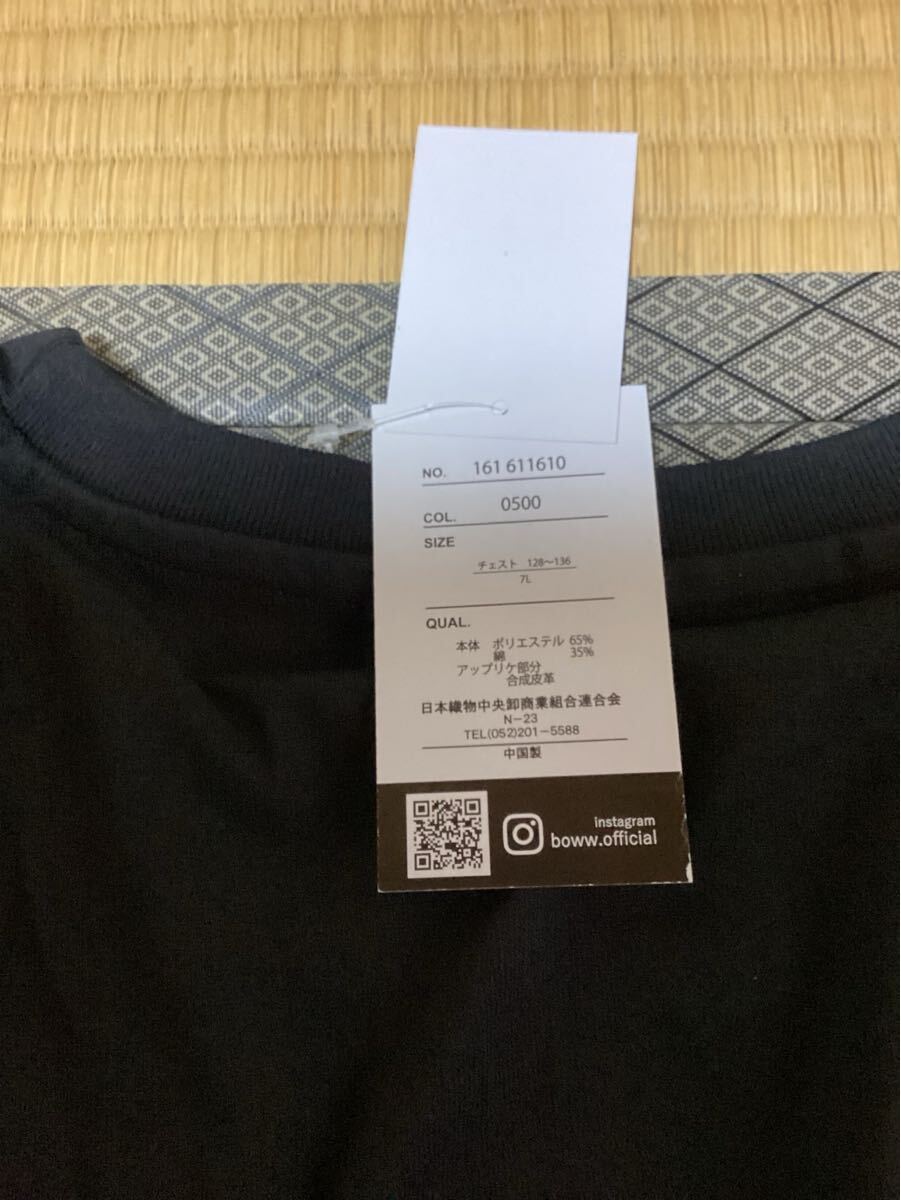 NO. 161 611610
COL. 0500
SIZE
チェスト 128〜136
7L
QUAL.
本体 ポリエステル 65%
綿 35%
アップリケ部分
合成皮革
日本織物中央卸商業組合連合会
N-23
TEL(052)201-5588
中国製
instagram
boww.official